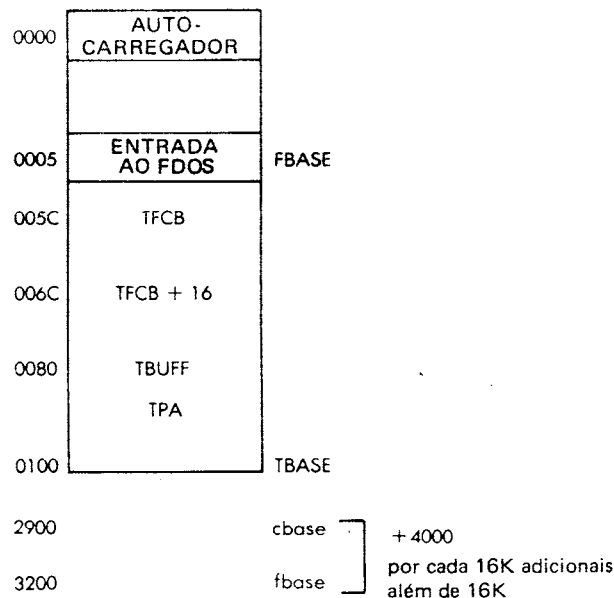 0000 AUTO-
CARREGADOR
0005 ENTRADA FBASE
AO FDOS
005C TFCB
006C TFCB + 16
0080 TBUFF
TPA
0100 TBASE
2900 cbase +4000
por cada 16K adicionais
3200 fbase além de 16K